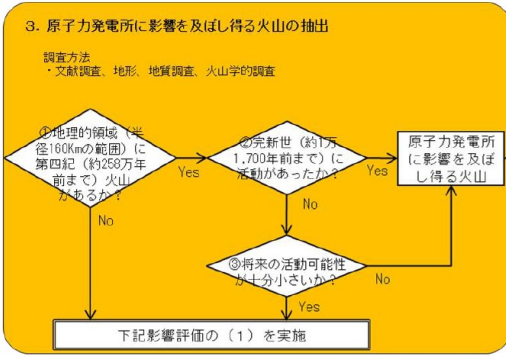 3. 原子力発電所に影響を及ぼし得る火山の抽出
調査方法
・文献調査、地形、地質調査、火山学的調査
①地理的領域（半
径160Kmの範囲）に
第四紀（約258万年
前まで）火山
があるか？
Yes
No
②完新世（約1万
1,700年前まで）に
活動があったか？
Yes
No
原子力発電所
に影響を及ぼ
し得る火山
③将来の活動可能性
が十分小さいか？
No
Yes
下記影響評価の（1）を実施